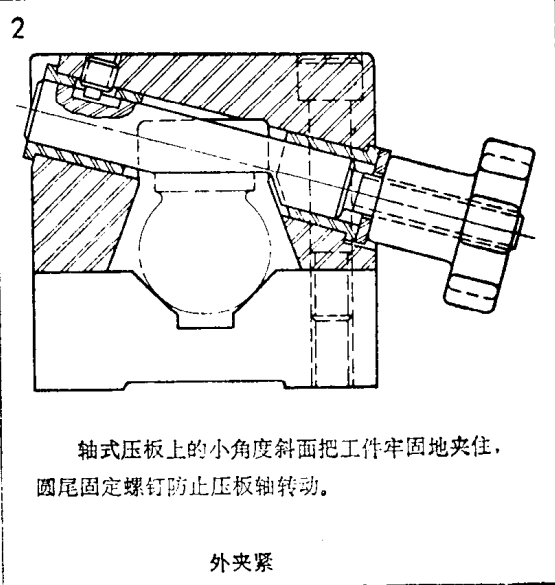 2
轴式压板上的小角度斜面把工件牢固地夹住，
圆尾固定螺钉防止压板轴转动。
外夹紧